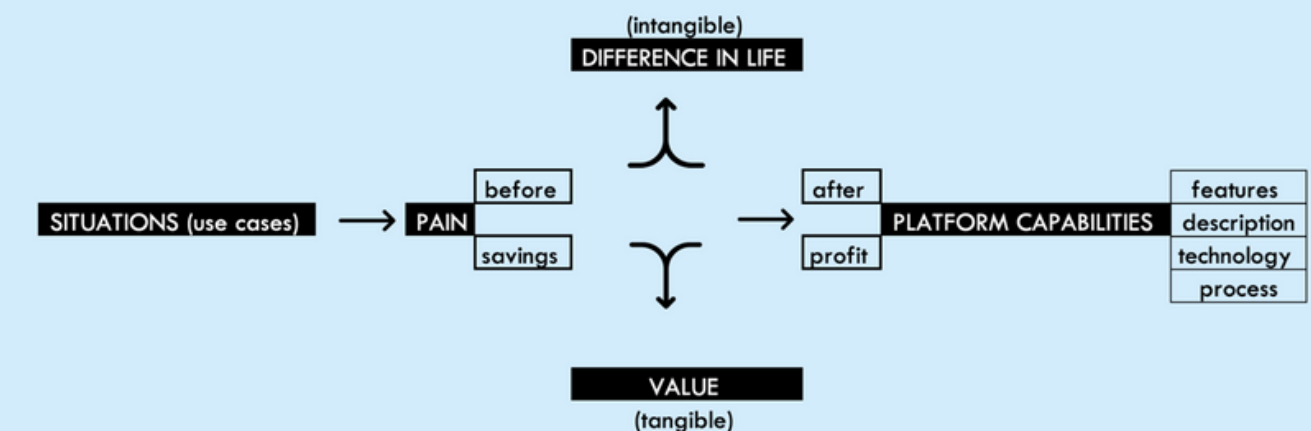 (intangible)
DIFFERENCE IN LIFE
before
after
features
SITUATIONS (use cases)
PAIN
PLATFORM CAPABILITIES
description
savings
profit
technology
process
VALUE
(tangible)